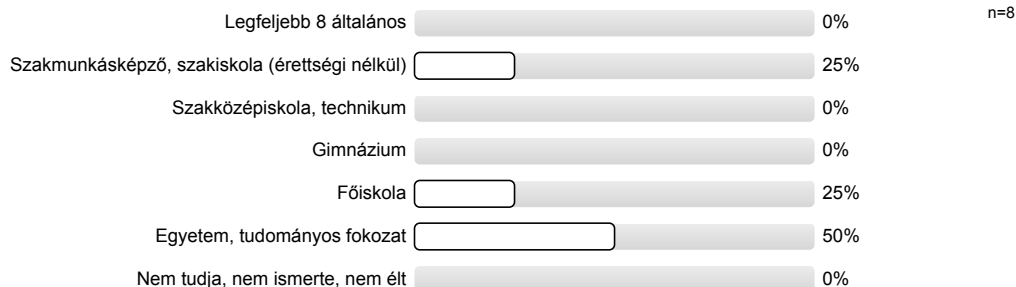 Legfeljebb 8 általános 0% n=8
Szakmunkásképző, szakiskola (érettségi nélkül) 25%
Szakközépiskola, technikum 0%
Gimnázium 0%
Főiskola 25%
Egyetem, tudományos fokozat 50%
Nem tudja, nem ismerte, nem élt 0%